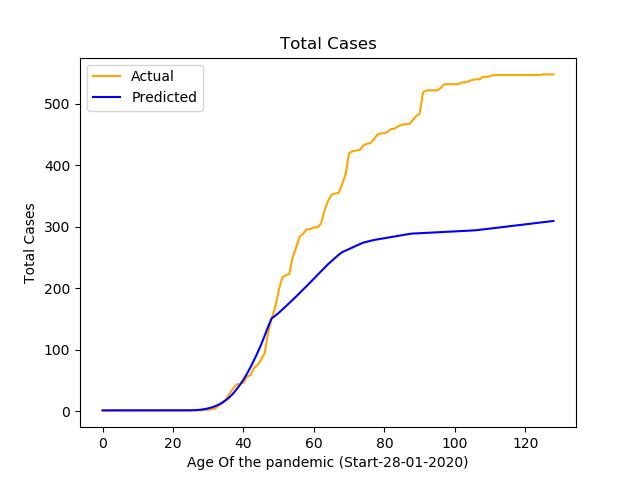 Total Cases
Actual
Predicted
500
400
300
200
100
0
Total Cases
0 20 40 60 80 100 120
Age Of the pandemic (Start-28-01-2020)